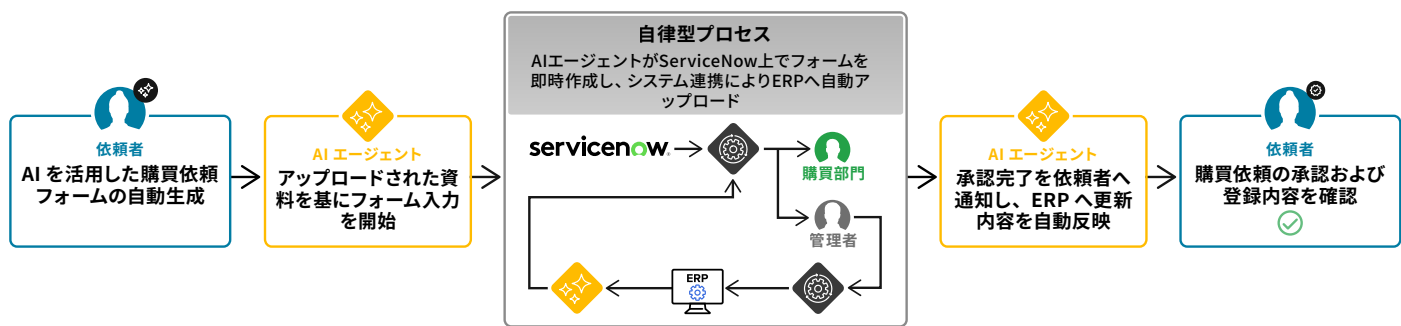 依頼者
AI を活用した購買依頼
フォームの自動生成
AI エージェント
アップロードされた資
料を基にフォーム入力
を開始
自律型プロセス
AIエージェントがServiceNow上でフォームを
即時作成し、システム連携によりERPへ自動ア
ップロード
servicenow.
購買部門
管理者
ERP
AI エージェント
承認完了を依頼者へ
通知し、ERP へ更新
内容を自動反映
依頼者
購買依頼の承認および
登録内容を確認